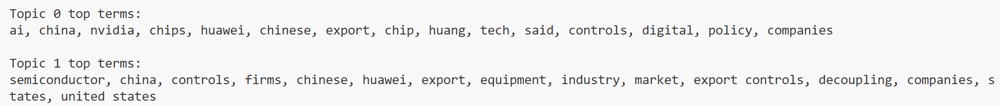 Topic 0 top terms:
ai, china, nvidia, chips, huawei, chinese, export, chip, huang, tech, said, controls, digital, policy, companies
Topic 1 top terms:
semiconductor, china, controls, firms, chinese, huawei, export, equipment, industry, market, export controls, decoupling, companies, s
tates, united states